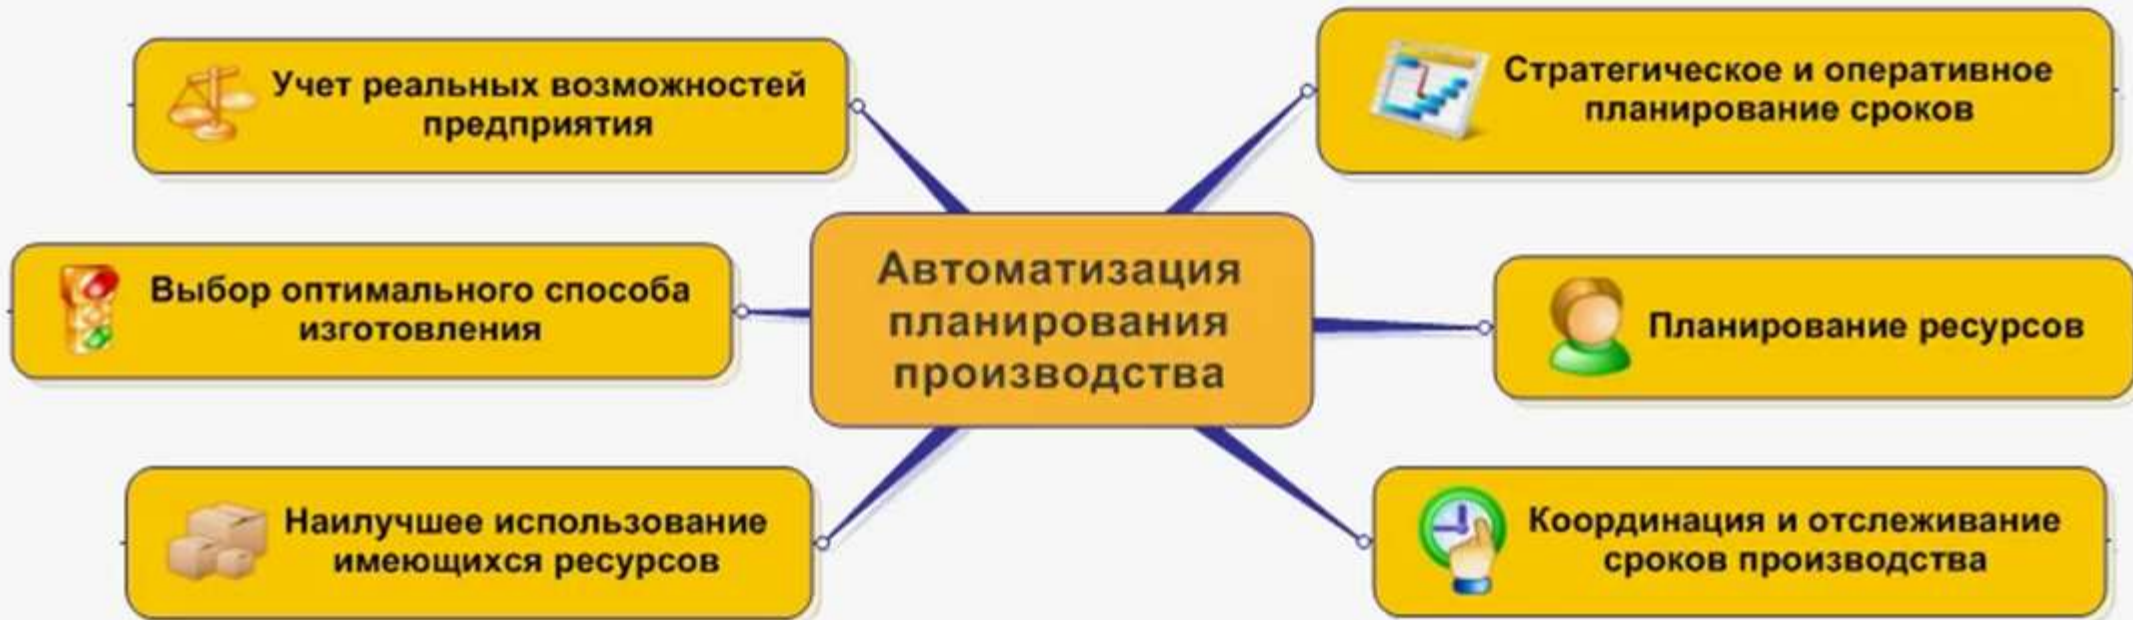 Учет реальных возможностей
предприятия
Стратегическое и оперативное
планирование сроков
Выбор оптимального способа
изготовления
Автоматизация
планирования
производства
Планирование ресурсов
Наилучшее использование
имеющихся ресурсов
Координация и отслеживание
сроков производства